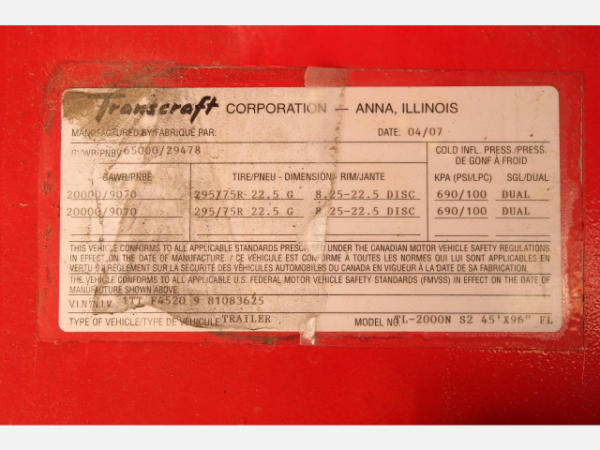 Transcraft CORPORATION — ANNA, ILLINOIS
MANUFACTURED BY/FABRIQUE PAR: DATE: 04/07
GVWR/PNBV 65000/29478 COLD INFL. PRESS./PRESS. DE GONF À FROID
GAWR/PNBE TIRE/PNEU - DIMENSION - RIM/JANTE KPA (PSI/LPC) SGL/DUAL
20000/9070 295/75R 22.5 G 8.25-22.5 DISC 690/100 DUAL
20000/9070 295/75R 22.5 G 8.25-22.5 DISC 690/100 DUAL
THIS VEHICLE CONFORMS TO ALL APPLICABLE STANDARDS PRESC UNDER THE CANADIAN MOTOR VEHICLE SAFETY REGULATIONS
IN EFFECT ON THE DATE OF MANUFACTURE. / CE VÉHICULE EST CONFORME À TOUTES LES NORMES QUI LUI SONT APPLICABLES EN
VERTU RÈGLEMENT SUR LA SECURITE DES VÉHICULES AUTOMOBILES DU CANADA EN VIGUEUR À LA DATE DE SA FABRICATION.
THE VEHICLE CONFORMS TO ALL APPLICABLE U.S. FEDERAL MOTOR VEHICLE SAFETY STANDARDS (FMVSS) IN EFFECT ON THE DATE OF
MANUFACTURE SHOWN ABOVE.
V.I.N./N.I.V. 1TT F4520 9 81083625
TYPE OF VEHICLE/TYPE DE VÉHICULE TRAILER MODEL NO. TL-2000N S2 45'X96" FL